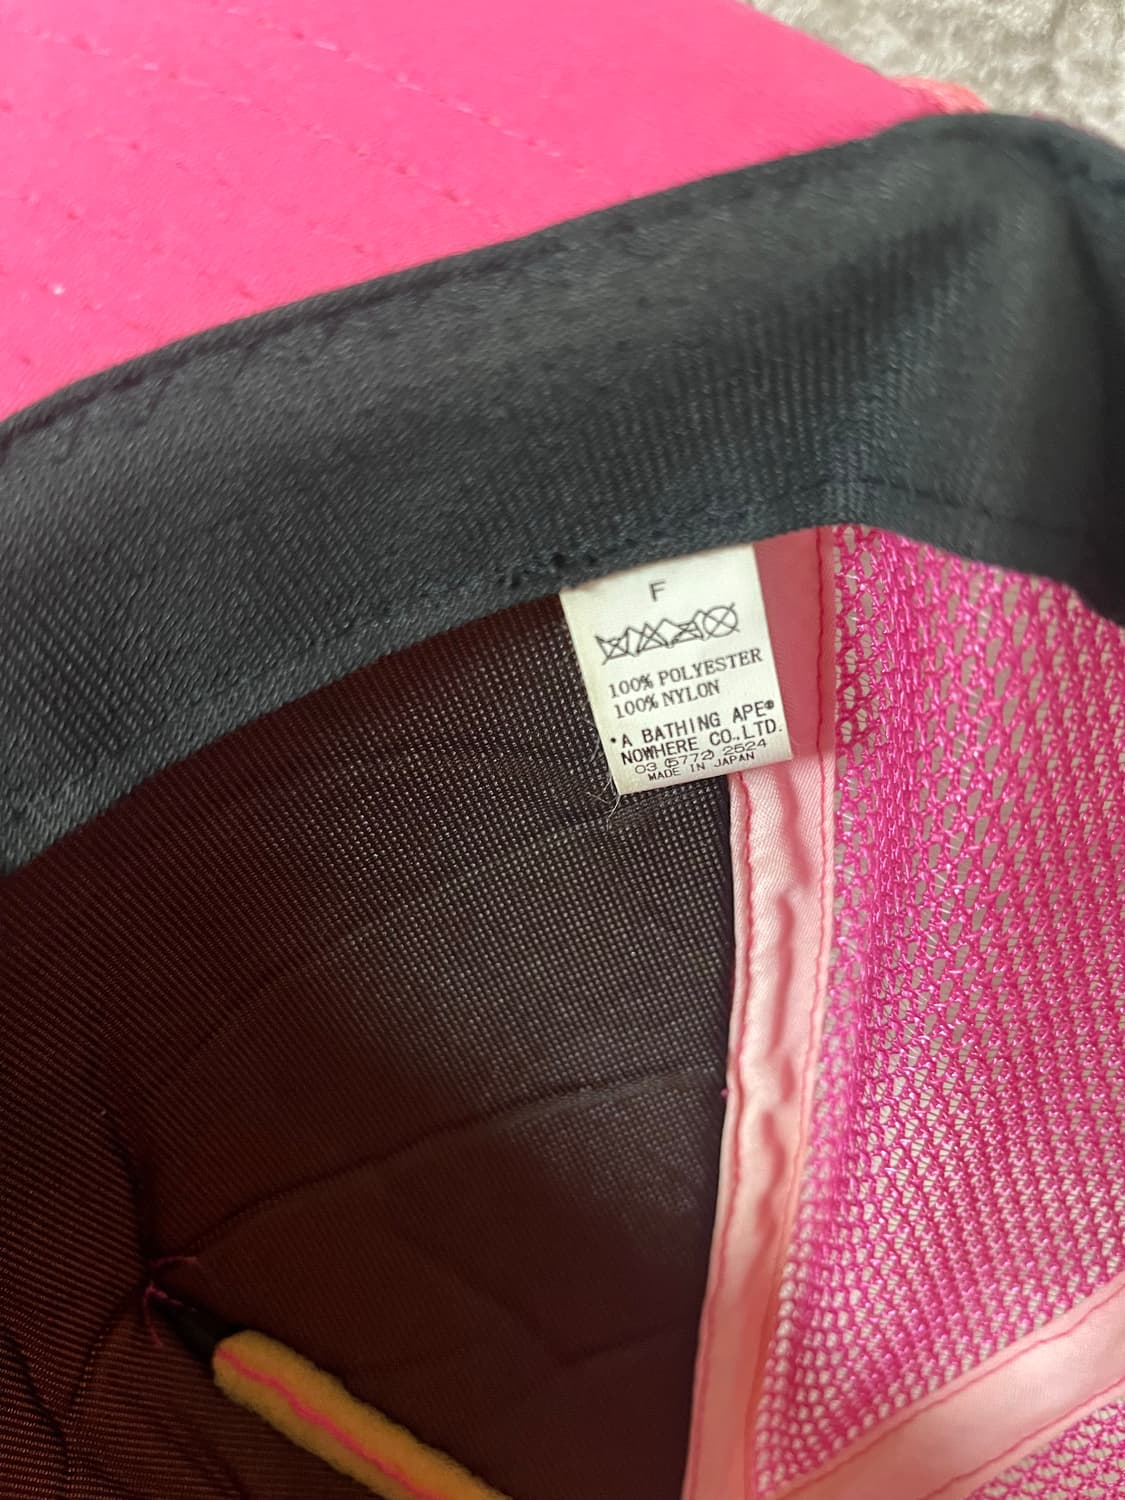 F
100% POLYESTER
100% NYLON
•A BATHING APE®
NOWHERE CO.,LTD.
03 (5772) 2524
MADE IN JAPAN